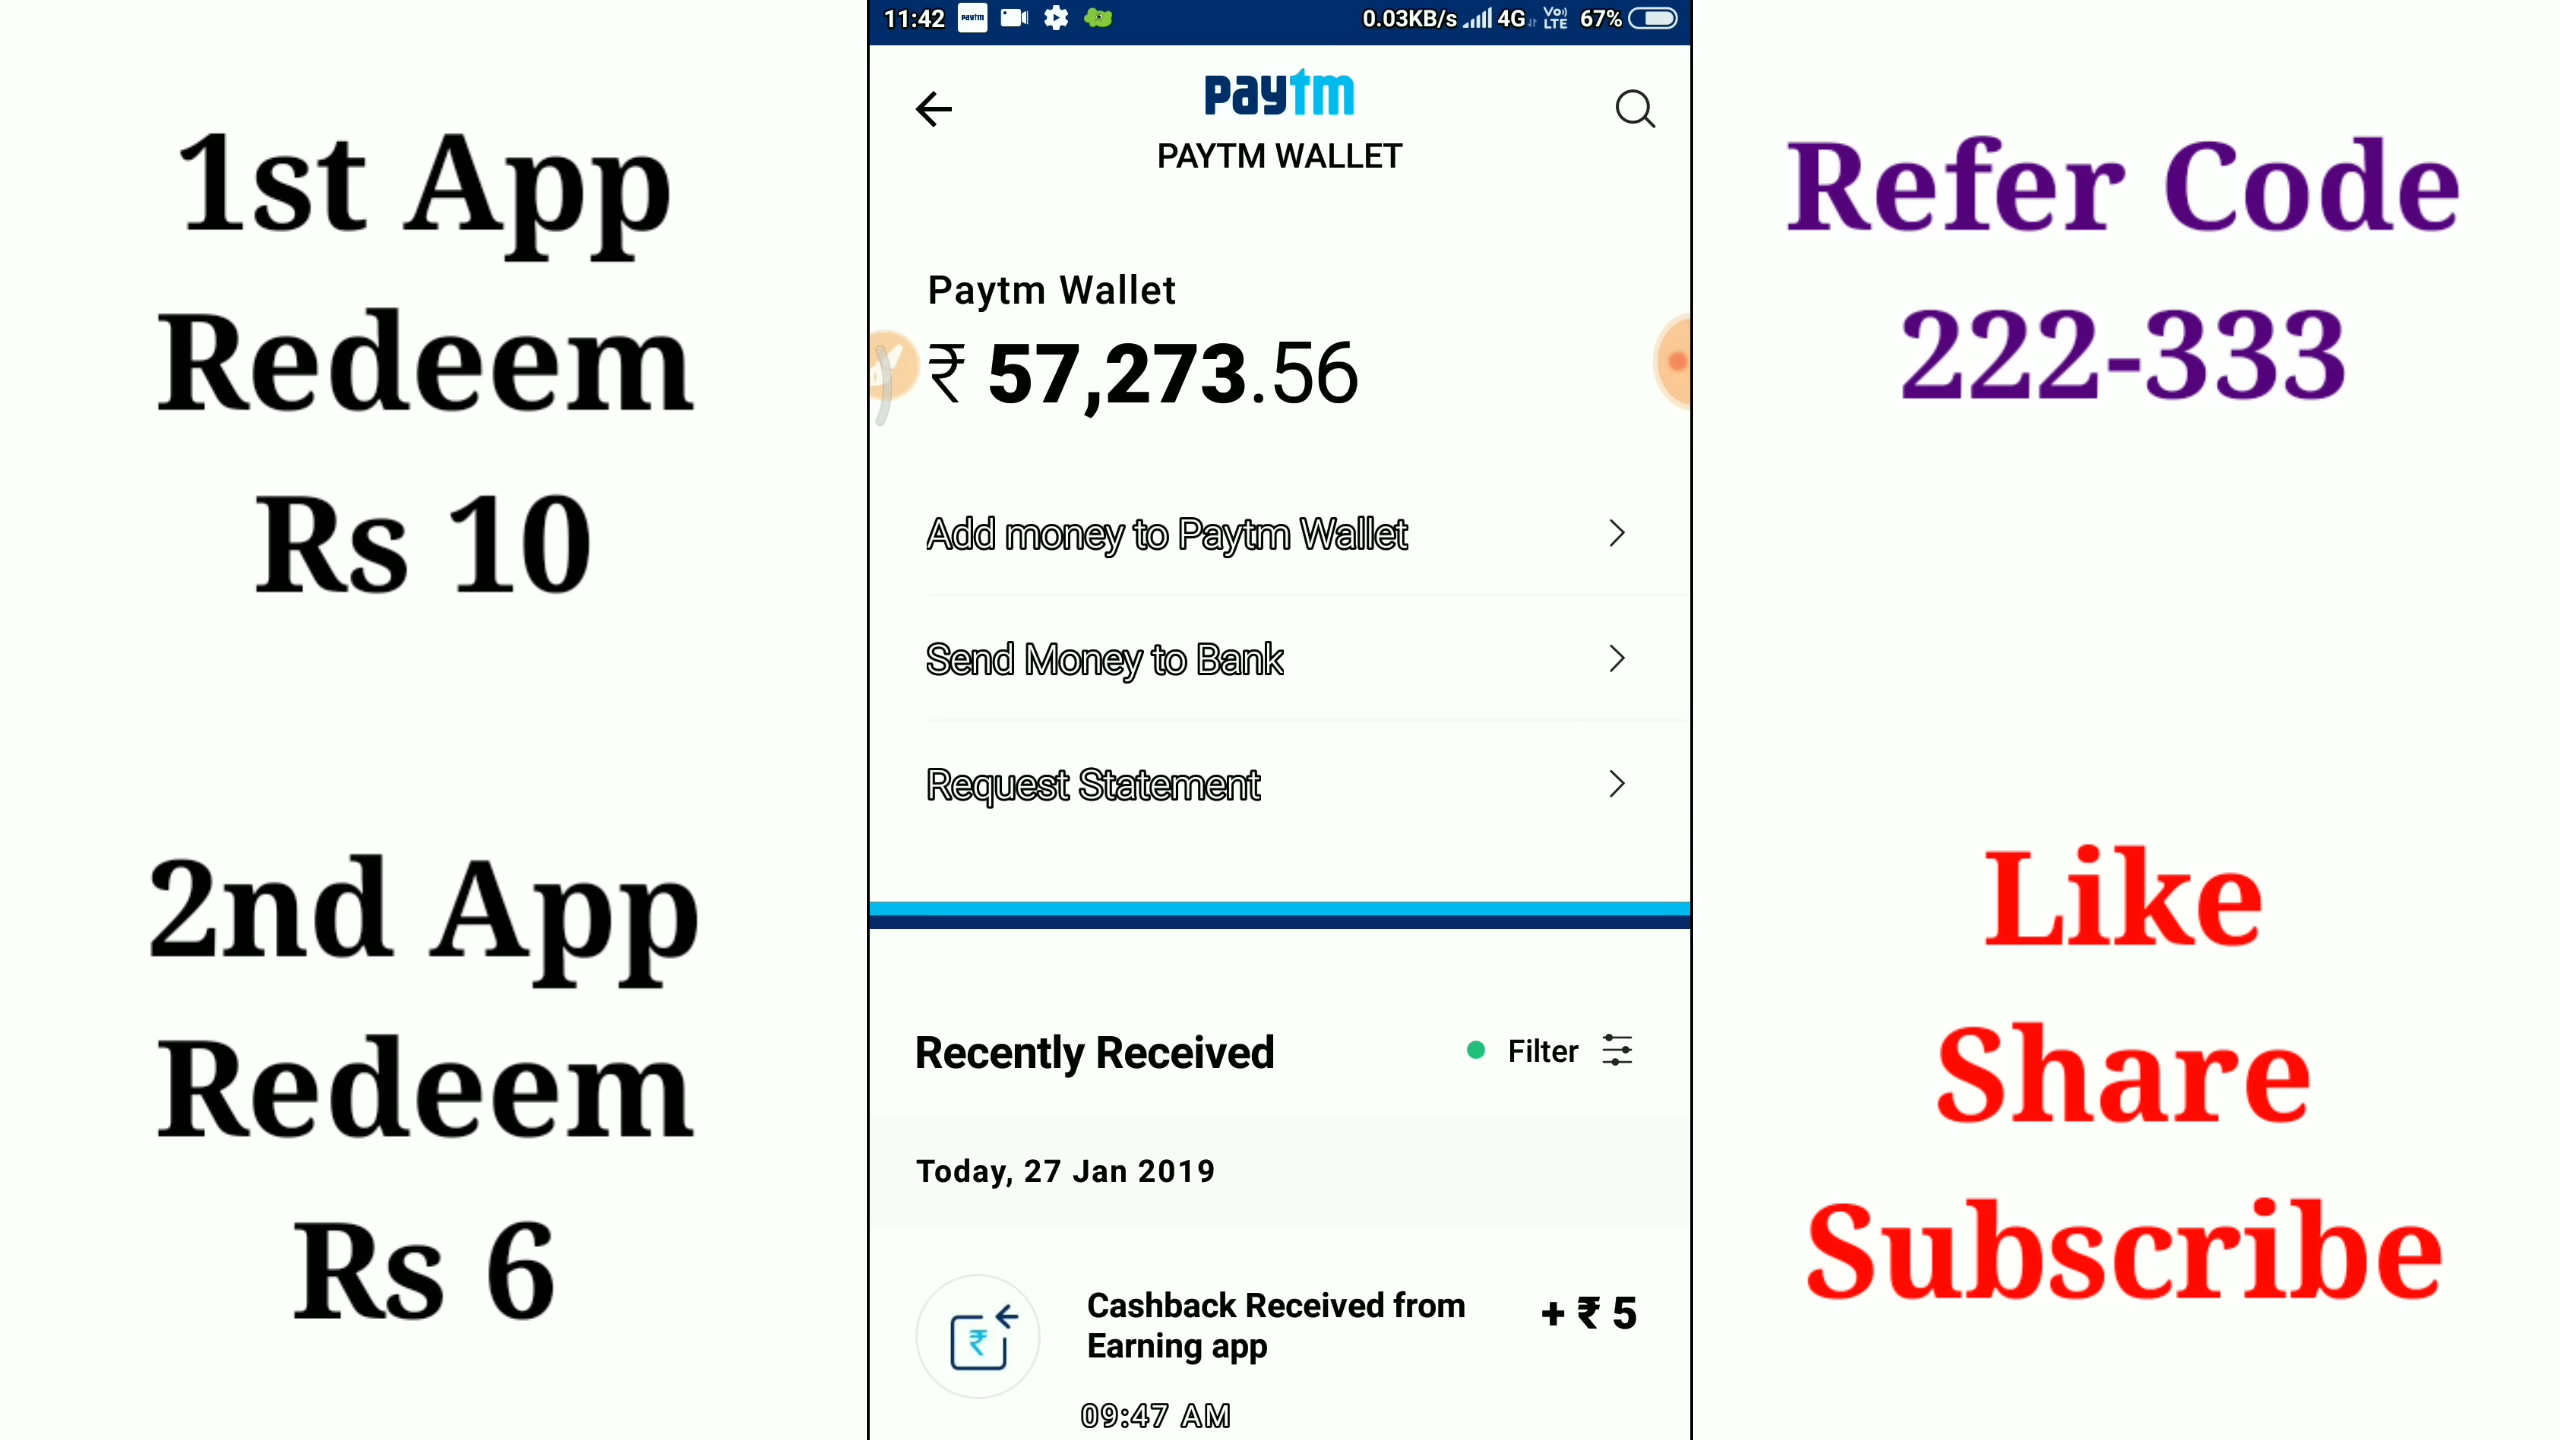 1st App
Redeem
Rs 10
2nd App
Redeem
Rs 6
11:42 paytm 0.03KB/s 4G Vo)) LTE 67%
paytm
PAYTM WALLET
Paytm Wallet
₹ 57,273.56
Add money to Paytm Wallet
Send Money to Bank
Request Statement
Recently Received Filter
Today, 27 Jan 2019
Cashback Received from + ₹ 5
Earning app
09:47 AM
Refer Code
222-333
Like
Share
Subscribe